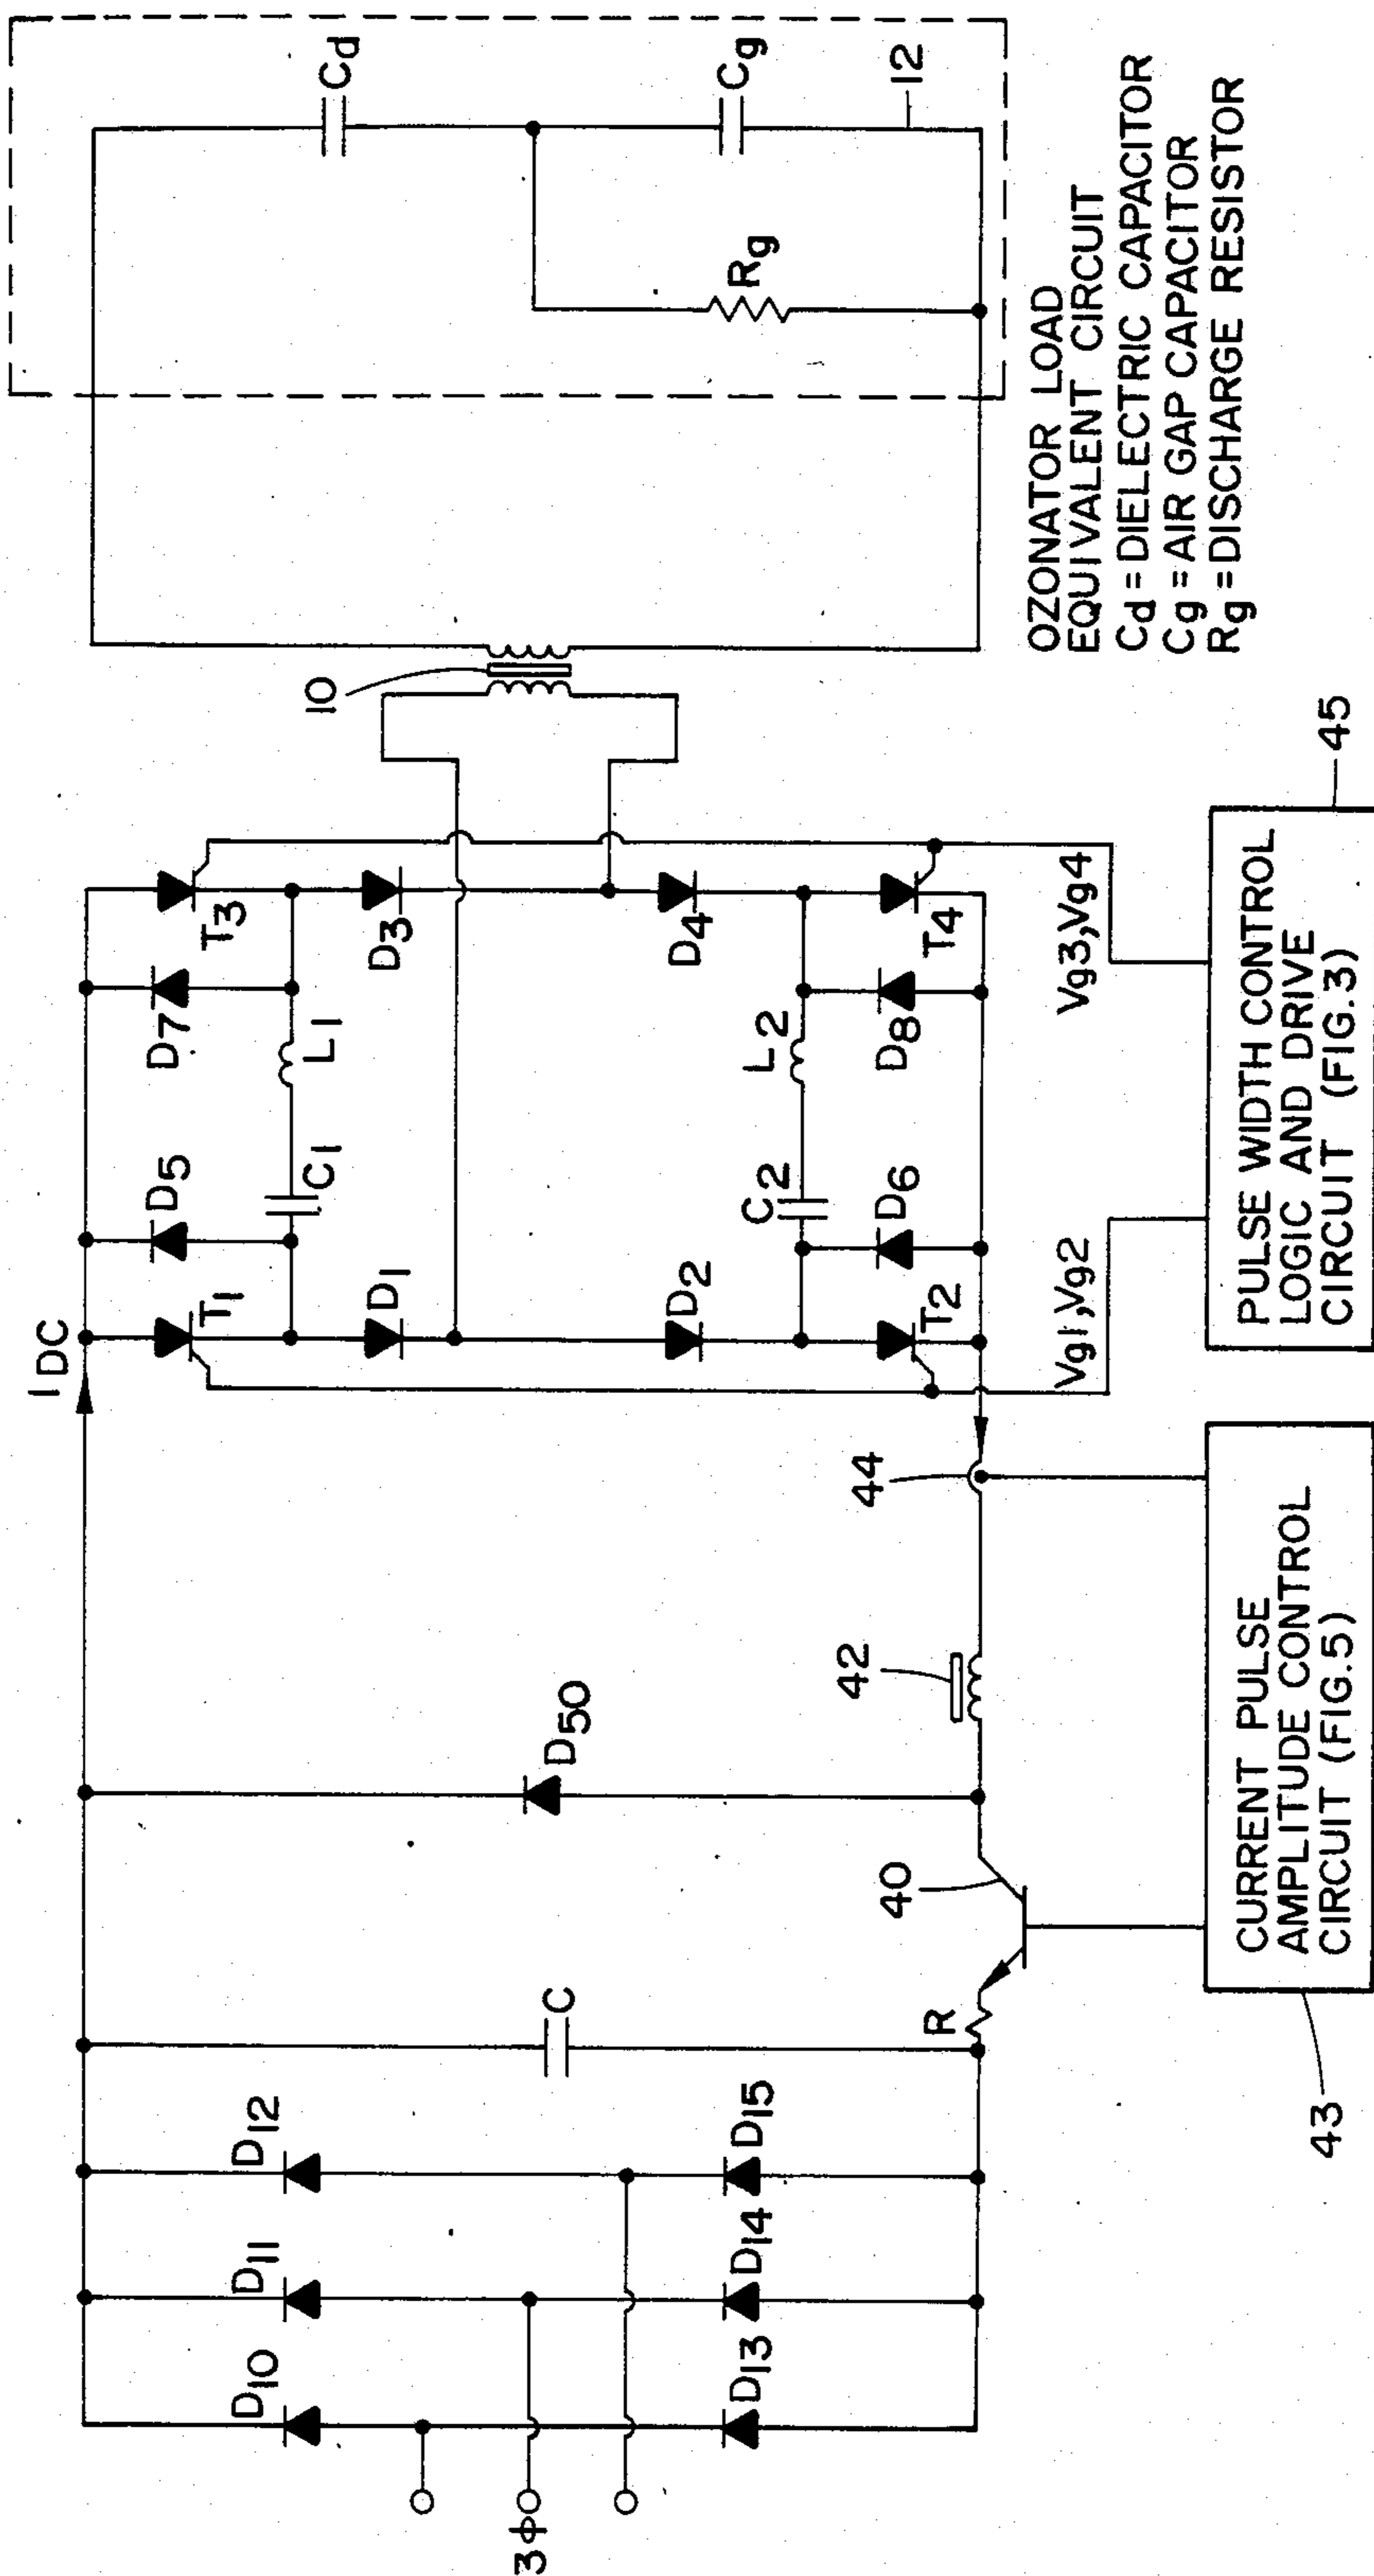 3ϕ
D10
D11
D12
D13
D14
D15
C
R
40
D50
42
44
IDC
T1
D5
D7
T3
C1
L1
D1
D3
D2
D4
C2
L2
T2
D6
D8
T4
Vg1,Vg2
Vg3,Vg4
10
Cd
Rg
Cg
12
43
CURRENT PULSE
AMPLITUDE CONTROL
CIRCUIT (FIG.5)
45
PULSE WIDTH CONTROL
LOGIC AND DRIVE
CIRCUIT (FIG.3)
OZONATOR LOAD
EQUIVALENT CIRCUIT
Cd = DIELECTRIC CAPACITOR
Cg = AIR GAP CAPACITOR
Rg = DISCHARGE RESISTOR